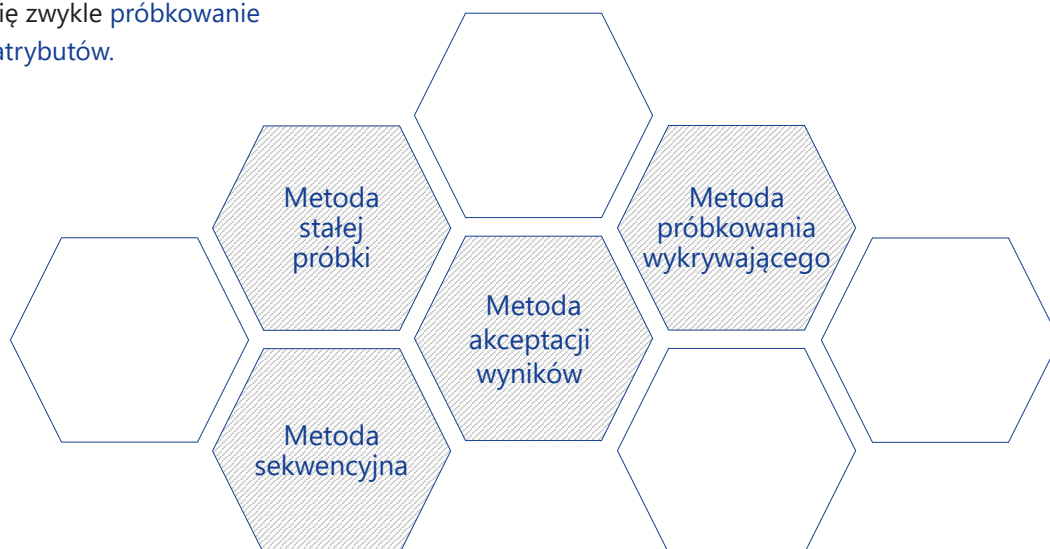 ię zwykle próbkowanie
atrybutów.
Metoda
stałej
próbki
Metoda
próbkowania
wykrywającego
Metoda
akceptacji
wyników
Metoda
sekwencyjna